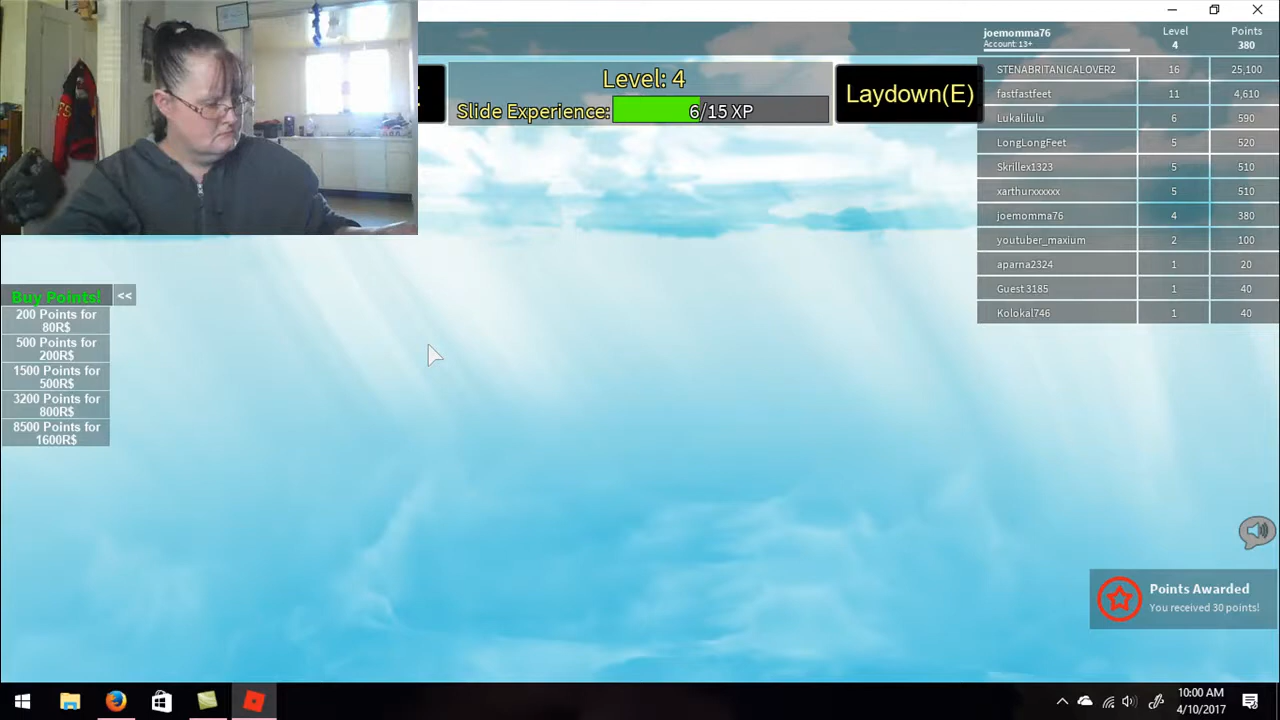 joemomma76
Account: 13+
Level
4
Points
380
Level: 4
Slide Experience:
6/15 XP
Laydown(E)
STENABRITANICALOVER2 16 25,100
fastfastfeet 11 4,610
Lukalilulu 6 590
LongLongFeet 5 520
Skrillex1323 5 510
xarthurxxxxxx 5 510
joemomma76 4 380
youtuber_maxium 2 100
aparna2324 1 20
Guest 3185 1 40
Kolokal746 1 40
Buy Points! <<
200 Points for
80R$
500 Points for
200R$
1500 Points for
500R$
3200 Points for
800R$
8500 Points for
1600R$
Points Awarded
You received 30 points!
10:00 AM
4/10/2017